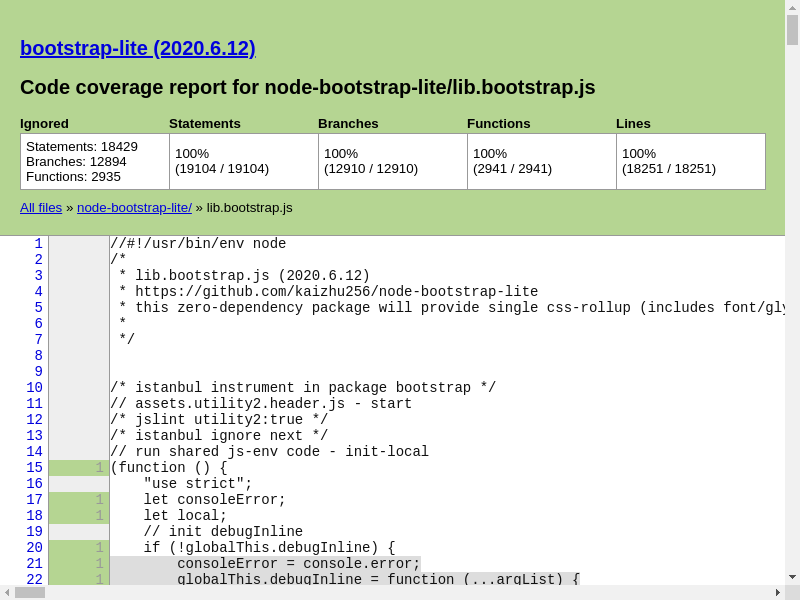 bootstrap-lite (2020.6.12)
Code coverage report for node-bootstrap-lite/lib.bootstrap.js
Ignored Statements Branches Functions Lines
Statements: 18429
Branches: 12894
Functions: 2935
100%
(19104 / 19104)
100%
(12910 / 12910)
100%
(2941 / 2941)
100%
(18251 / 18251)
All files » node-bootstrap-lite/ » lib.bootstrap.js
1 //#!/usr/bin/env node
2 /*
3 * lib.bootstrap.js (2020.6.12)
4 * https://github.com/kaizhu256/node-bootstrap-lite
5 * this zero-dependency package will provide single css-rollup (includes font/gly
6 *
7 */
8
9
10 /* istanbul instrument in package bootstrap */
11 // assets.utility2.header.js - start
12 /* jslint utility2:true */
13 /* istanbul ignore next */
14 // run shared js-env code - init-local
15 1 (function () {
16 "use strict";
17 1 let consoleError;
18 1 let local;
19 // init debugInline
20 1 if (!globalThis.debugInline) {
21 1 consoleError = console.error;
22 1 globalThis.debugInline = function (...argList) {